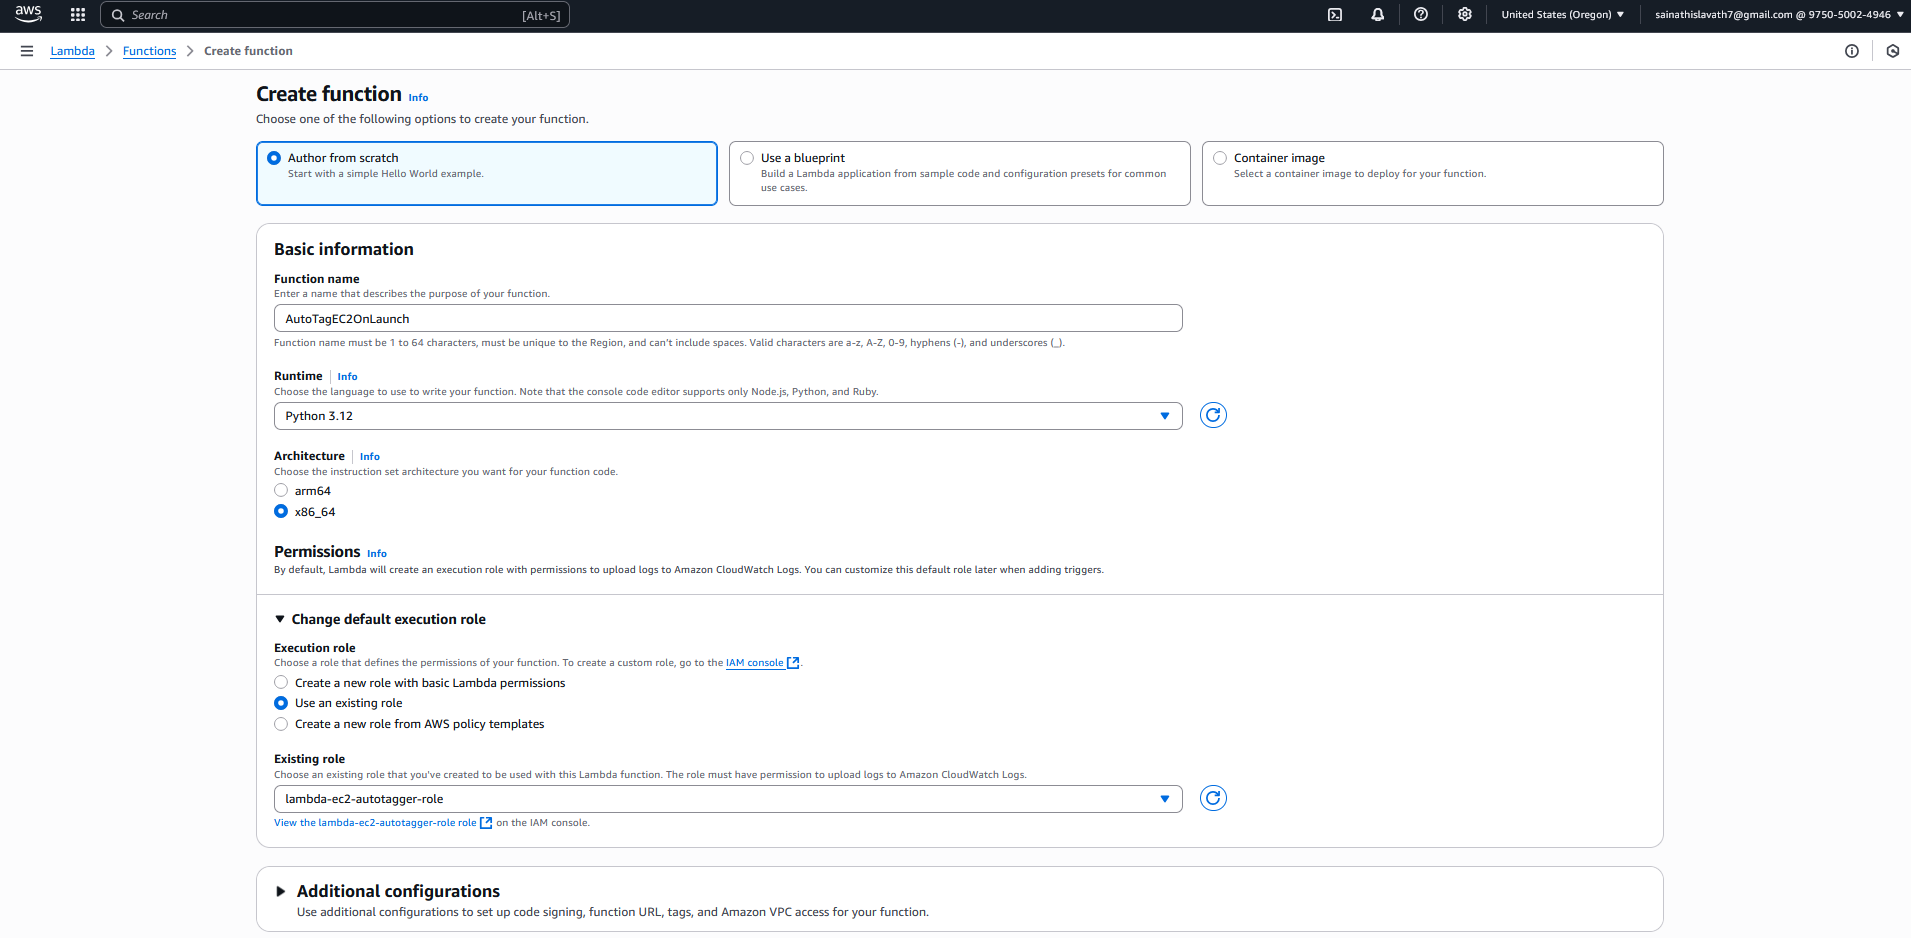 aws
Search [Alt+S]
United States (Oregon)
sainathislavath7@gmail.com @ 9750-5002-4946
Lambda
Functions
Create function
Create function Info
Choose one of the following options to create your function.
Author from scratch
Start with a simple Hello World example.
Use a blueprint
Build a Lambda application from sample code and configuration presets for common
use cases.
Container image
Select a container image to deploy for your function.
Basic information
Function name
Enter a name that describes the purpose of your function.
AutoTagEC2OnLaunch
Function name must be 1 to 64 characters, must be unique to the Region, and can't include spaces. Valid characters are a-z, A-Z, 0-9, hyphens (-), and underscores (_).
Runtime Info
Choose the language to use to write your function. Note that the console code editor supports only Node.js, Python, and Ruby.
Python 3.12
Architecture Info
Choose the instruction set architecture you want for your function code.
arm64
x86_64
Permissions Info
By default, Lambda will create an execution role with permissions to upload logs to Amazon CloudWatch Logs. You can customize this default role later when adding triggers.
Change default execution role
Execution role
Choose a role that defines the permissions of your function. To create a custom role, go to the IAM console.
Create a new role with basic Lambda permissions
Use an existing role
Create a new role from AWS policy templates
Existing role
Choose an existing role that you've created to be used with this Lambda function. The role must have permission to upload logs to Amazon CloudWatch Logs.
lambda-ec2-autotagger-role
View the lambda-ec2-autotagger-role role on the IAM console.
Additional configurations
Use additional configurations to set up code signing, function URL, tags, and Amazon VPC access for your function.